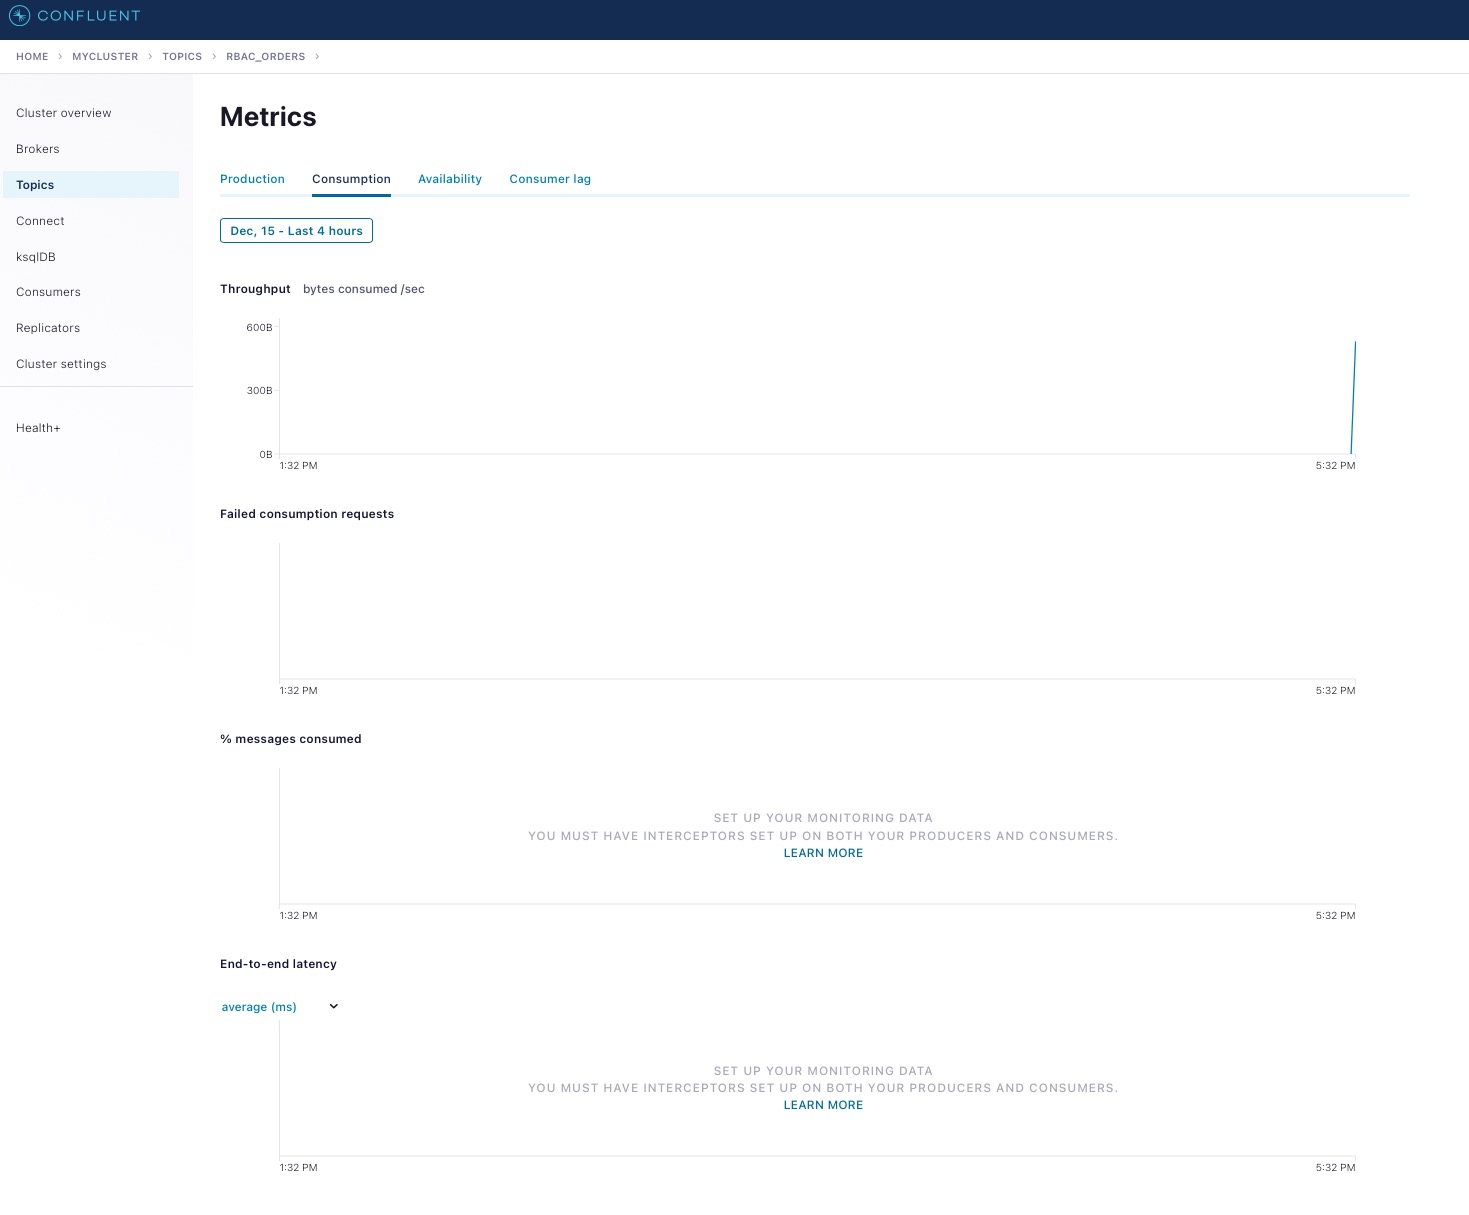 CONFLUENT
HOME > MYCLUSTER > TOPICS > RBAC_ORDERS >
Cluster overview
Brokers
Topics
Connect
ksqlDB
Consumers
Replicators
Cluster settings
Health+
Metrics
Production Consumption Availability Consumer lag
Dec, 15 - Last 4 hours
Throughput bytes consumed /sec
600B
300B
0B
1:32 PM 5:32 PM
Failed consumption requests
1:32 PM 5:32 PM
% messages consumed
SET UP YOUR MONITORING DATA
YOU MUST HAVE INTERCEPTORS SET UP ON BOTH YOUR PRODUCERS AND CONSUMERS.
LEARN MORE
1:32 PM 5:32 PM
End-to-end latency
average (ms)
SET UP YOUR MONITORING DATA
YOU MUST HAVE INTERCEPTORS SET UP ON BOTH YOUR PRODUCERS AND CONSUMERS.
LEARN MORE
1:32 PM 5:32 PM